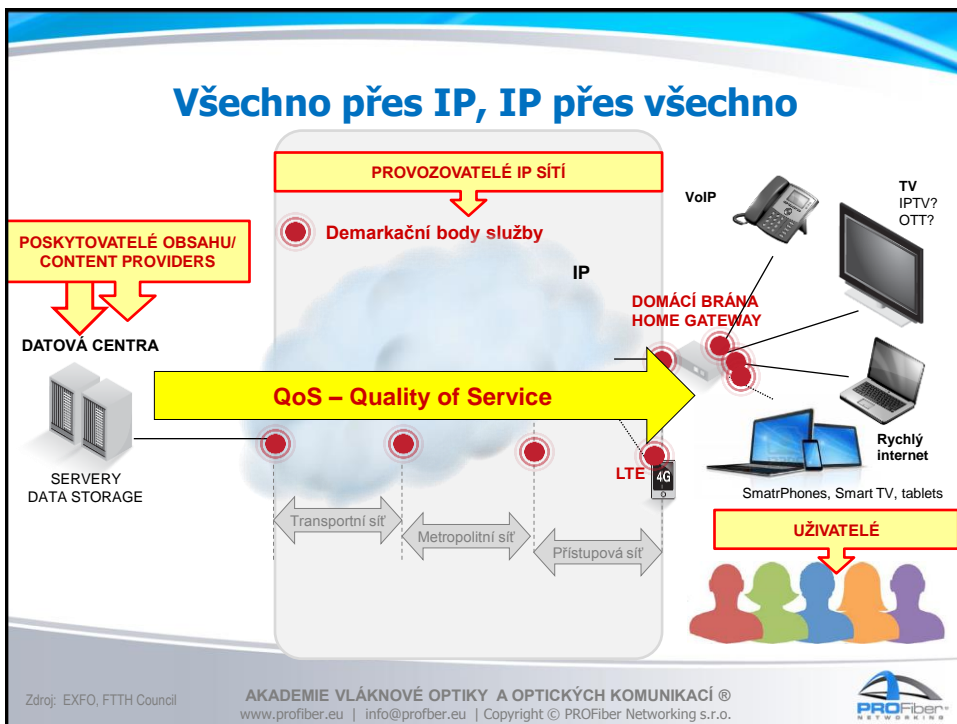 Všechno přes IP, IP přes všechno
PROVOZOVATELÉ IP SÍTÍ
Demarkační body služby
POSKYTOVATELÉ OBSAHU/
CONTENT PROVIDERS
DATOVÁ CENTRA
SERVERY
DATA STORAGE
IP
QoS – Quality of Service
DOMÁCÍ BRÁNA
HOME GATEWAY
VoIP
TV
IPTV?
OTT?
Rychlý
internet
LTE
4G
SmatrPhones, Smart TV, tablets
Transportní síť
Metropolitní síť
Přístupová síť
UŽIVATELÉ
Zdroj: EXFO, FTTH Council
AKADEMIE VLÁKNOVÉ OPTIKY A OPTICKÝCH KOMUNIKACÍ ®
www.profiber.eu | info@profber.eu | Copyright © PROFiber Networking s.r.o.
PROFiber
NETWORKING